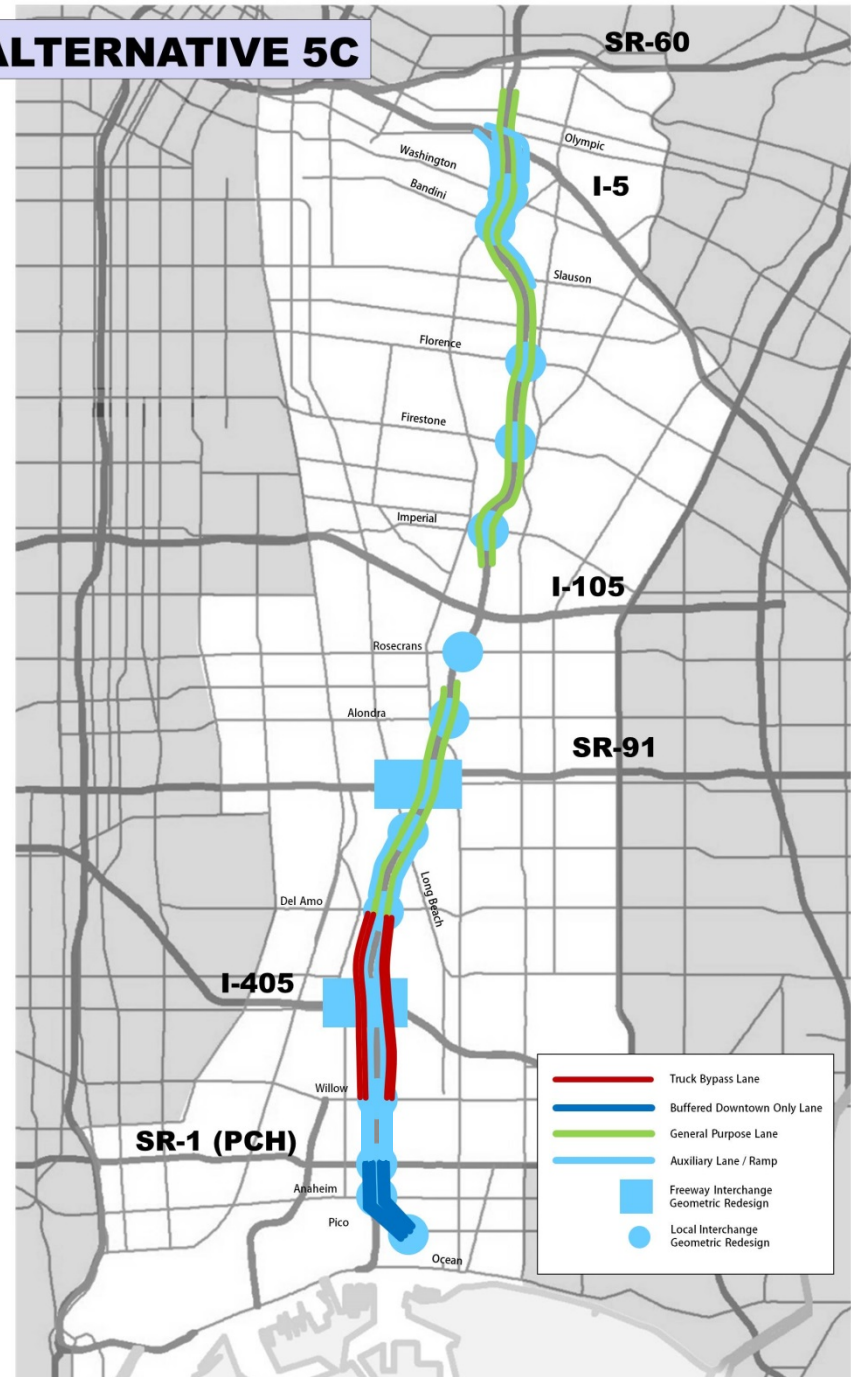 ALTERNATIVE 5C
SR-60
Olympic
Washington
I-5
Bandini
Slauson
Florence
Firestone
Imperial
I-105
Rosecrans
Alondra
SR-91
Long Beach
Del Amo
I-405
Willow
SR-1 (PCH)
Anaheim
Pico
Ocean
Truck Bypass Lane
Buffered Downtown Only Lane
General Purpose Lane
Auxiliary Lane / Ramp
Freeway Interchange
Geometric Redesign
Local Interchange
Geometric Redesign